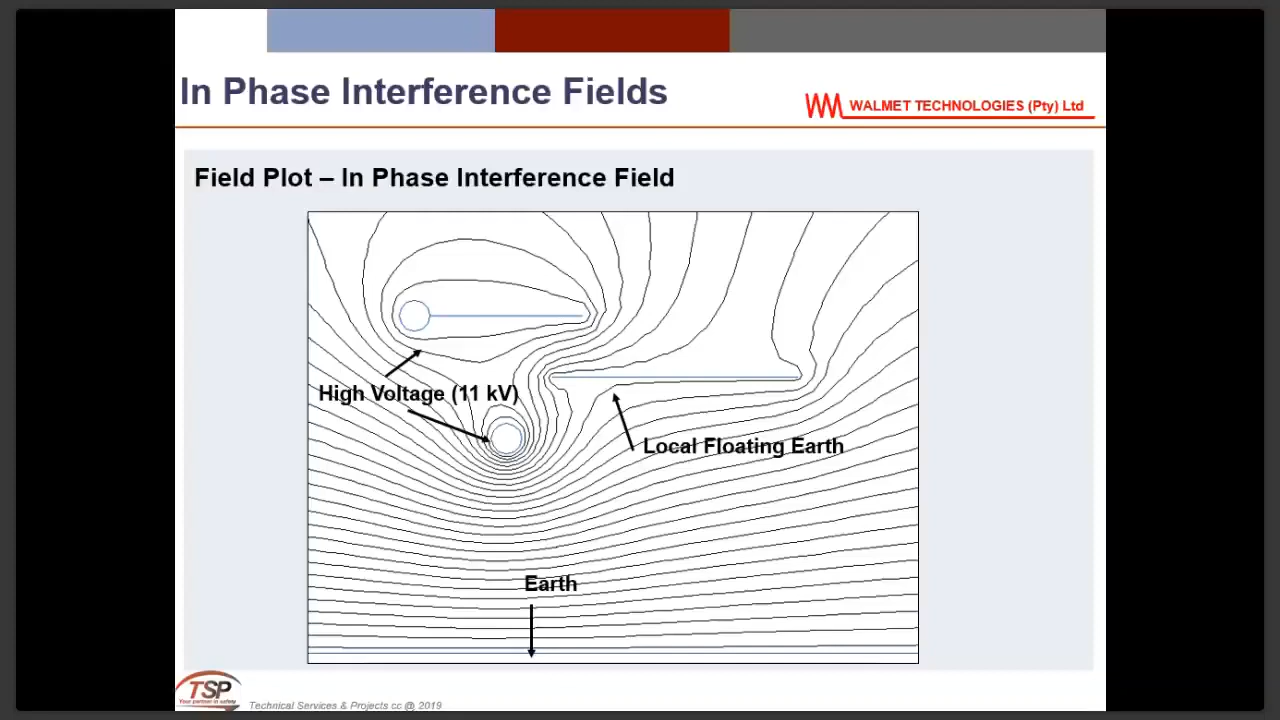 In Phase Interference Fields
WALMET TECHNOLOGIES (Pty) Ltd
Field Plot – In Phase Interference Field
High Voltage (11 kV)
Local Floating Earth
Earth
TSP
Your partner in safety
Technical Services & Projects cc @ 2019